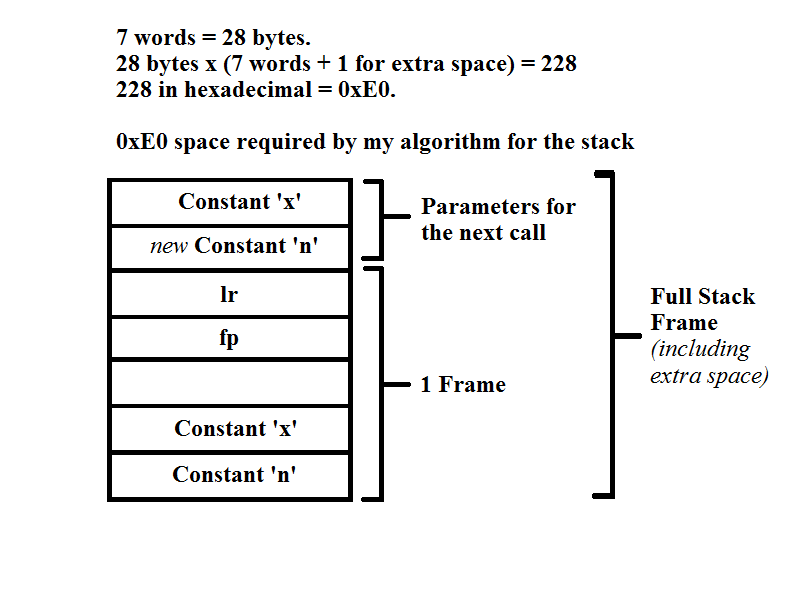 7 words = 28 bytes.
28 bytes x (7 words + 1 for extra space) = 228
228 in hexadecimal = 0xE0.
0xE0 space required by my algorithm for the stack
Constant 'x'
new Constant 'n'
lr
fp
Constant 'x'
Constant 'n'
Parameters for
the next call
1 Frame
Full Stack
Frame
(including
extra space)